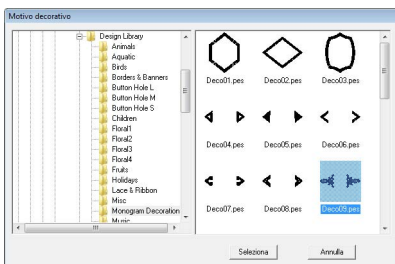 Motivo decorativo
Design Library
Animals
Aquatic
Birds
Borders & Banners
Button Hole L
Button Hole M
Button Hole S
Children
Floral1
Floral2
Floral3
Floral4
Fruits
Holidays
Lace & Ribbon
Misc
Monogram Decoration
Music
Deco01.pes Deco02.pes Deco03.pes
Deco04.pes Deco05.pes Deco06.pes
Deco07.pes Deco08.pes Deco09.pes
Seleziona Annulla